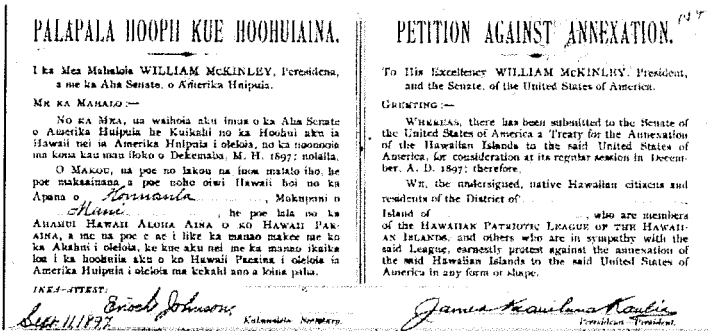 PALAPALA HOOPII KUE HOOHUIAINA.
I ka Mea Mahaloia WILLIAM McKINLEY, Peresidena,
a me ka Aha Senate, o Amerika Huipuia.
ME KA MAHALO:—
NO KA MEA, ua waihoia aku imua o ka Aha Senate
o Amerika Huipuia he Kuikahi no ka Hoohui aku ia
Hawaii nei ia Amerika Huipuia i oleloia, no ka noonooia
ma kona kau mau iloko o Dekemaba, M. H. 1897; nolaila,
O MAKOU, na poe no lakou na inoa malalo iho, he
poe makaainana a poe noho oiwi Hawaii hoi no ka
Apana o Honuaula, Mokupuni o
Maui, he poe lala no ka
AHAHUI HAWAII ALOHA AINA O KO HAWAII PAE-
AINA, a me na poe e ae i like ka manao makee me ko
ka Ahahui i oleloia, ke kue aku nei me ka manao ikaika
loa i ka hoohuiia aku o ko Hawaii Paeaina i oleloia ia
Amerika Huipuia i oleloia ma kekahi ano a loina paha.
IKEA-ATTEST:
Sept. 11, 1897. Enoch Johnson,
Kakauolelo Secretary.
PETITION AGAINST ANNEXATION.
To His Excellency WILLIAM McKINLEY, President,
and the Senate, of the United States of America.
GREETING:—
WHEREAS, there has been submitted to the Senate of
the United States of America a Treaty for the Annexation
of the Hawaiian Islands to the said United States of
America, for consideration at its regular session in Decem-
ber, A. D. 1897; therefore,
WE, the undersigned, native Hawaiian citizens and
residents of the District of
Island of , who are members
of the HAWAIIAN PATRIOTIC LEAGUE OF THE HAWAII-
AN ISLANDS, and others who are in sympathy with the
said League, earnestly protest against the annexation of
the said Hawaiian Islands to the said United States of
America in any form or shape.
James Keauiluna Kaulia
Peresidena President.